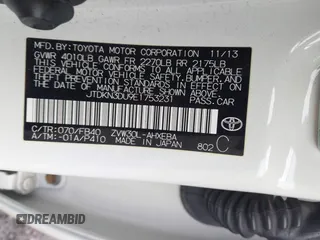 MFD. BY: TOYOTA MOTOR CORPORATION 11/13
GVWR 4010LB GAWR FR 2270LB RR 2175LB
THIS VEHICLE CONFORMS TO ALL APPLICABLE
FEDERAL MOTOR VEHICLE SAFETY, BUMPER, AND
THEFT PREVENTION STANDARDS IN EFFECT ON
THE DATE OF MANUFACTURE SHOWN ABOVE.
JTDKN3DU9E1753231 PASS.CAR
C/TR:070/FB40 ZVW30L-AHXEBA
A/TM:-01A/P410 MADE IN JAPAN 802 C
DREAMBID